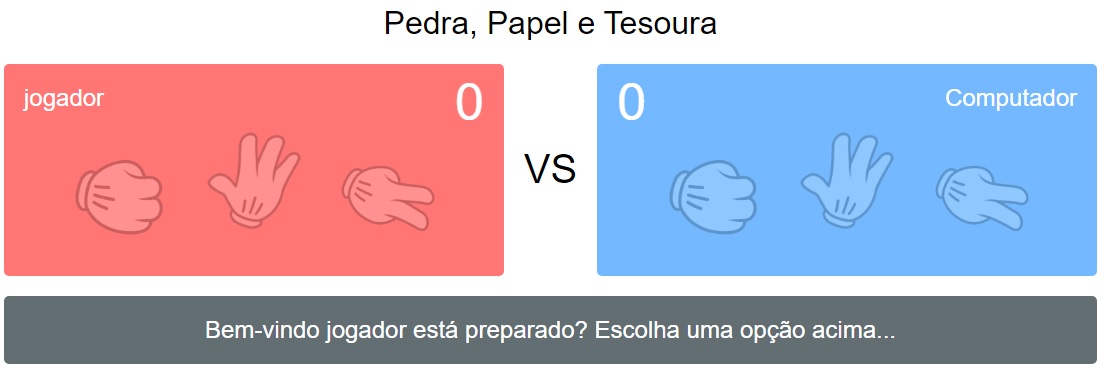 Pedra, Papel e Tesoura
jogador
0
VS
0
Computador
Bem-vindo jogador está preparado? Escolha uma opção acima...